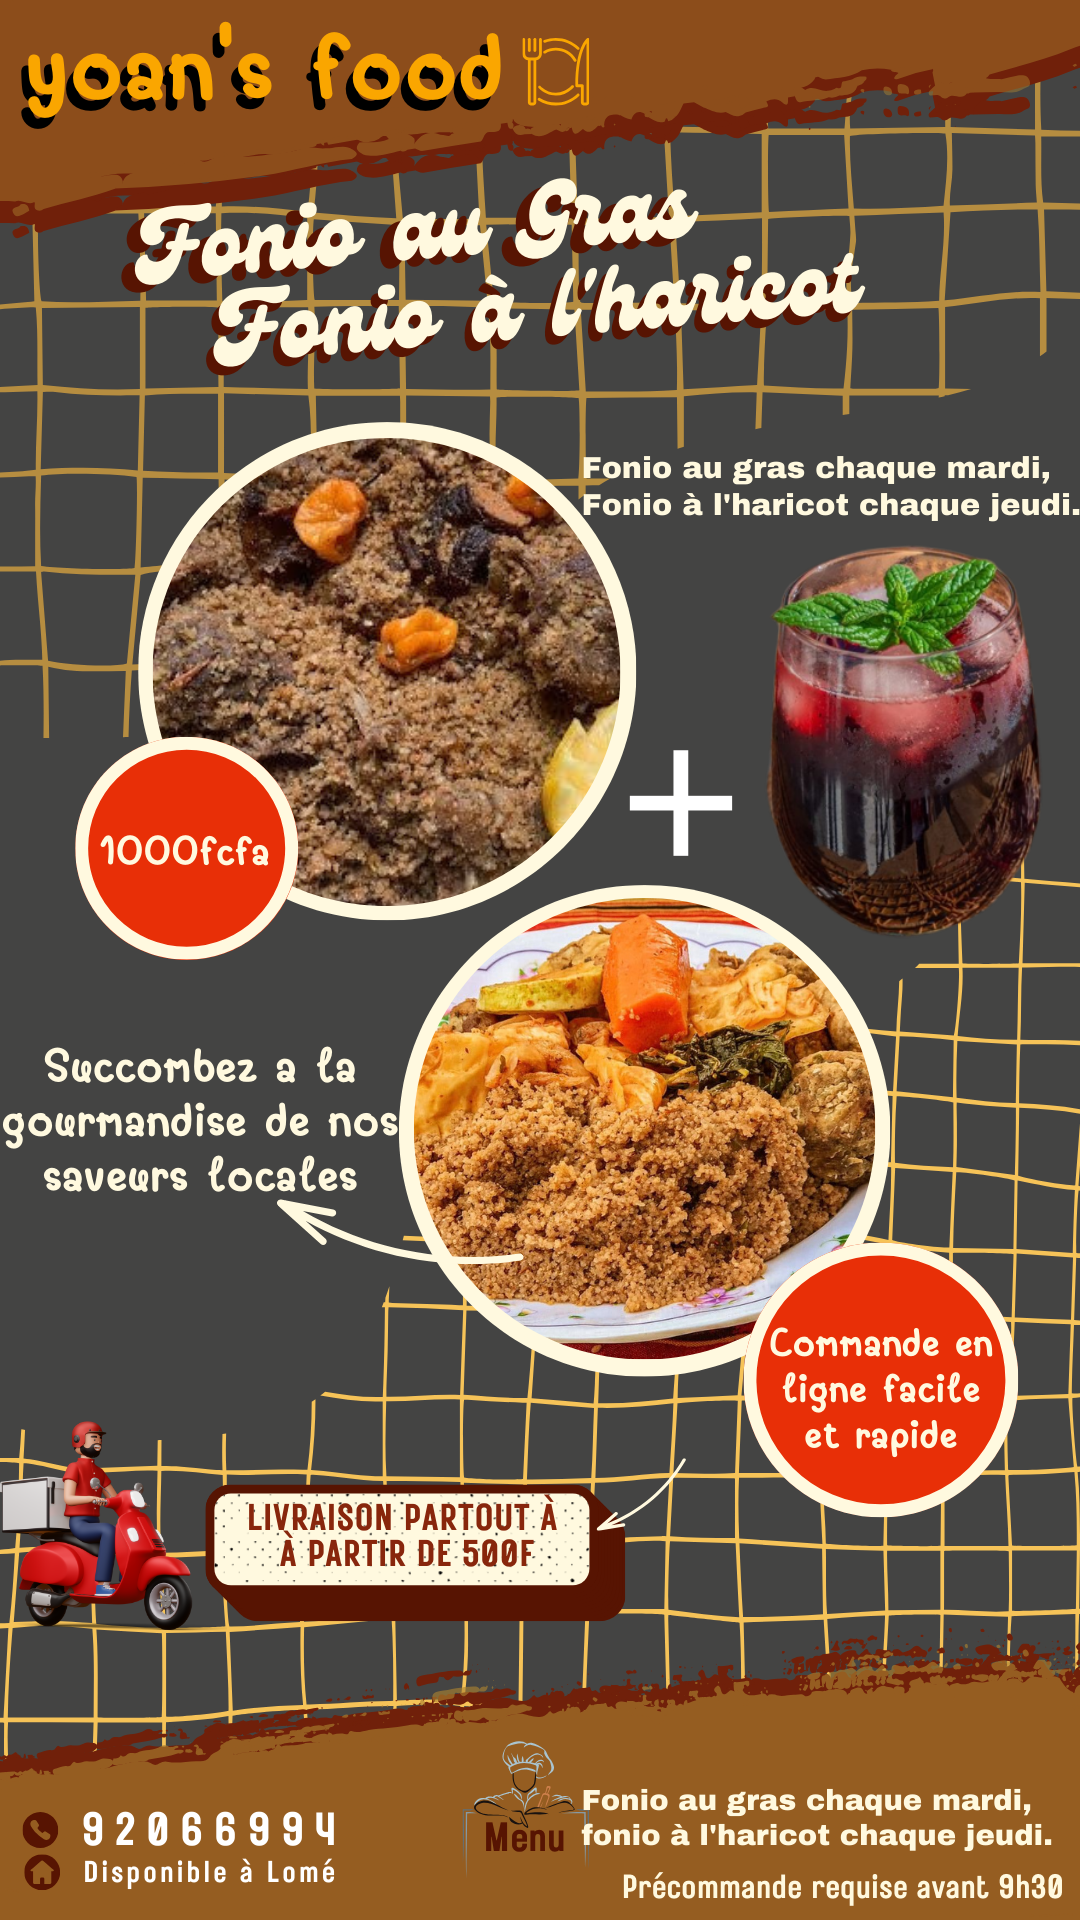 yoan's food
Fonio au Gras
Fonio à l'haricot
Fonio au gras chaque mardi,
Fonio à l'haricot chaque jeudi.
1000fcfa
Succombez a la
gourmandise de nos
saveurs locales
Commande en
ligne facile
et rapide
LIVRAISON PARTOUT À
À PARTIR DE 500F
92066994
Disponible à Lomé
Menu
Fonio au gras chaque mardi,
fonio à l'haricot chaque jeudi.
Précommande requise avant 9h30